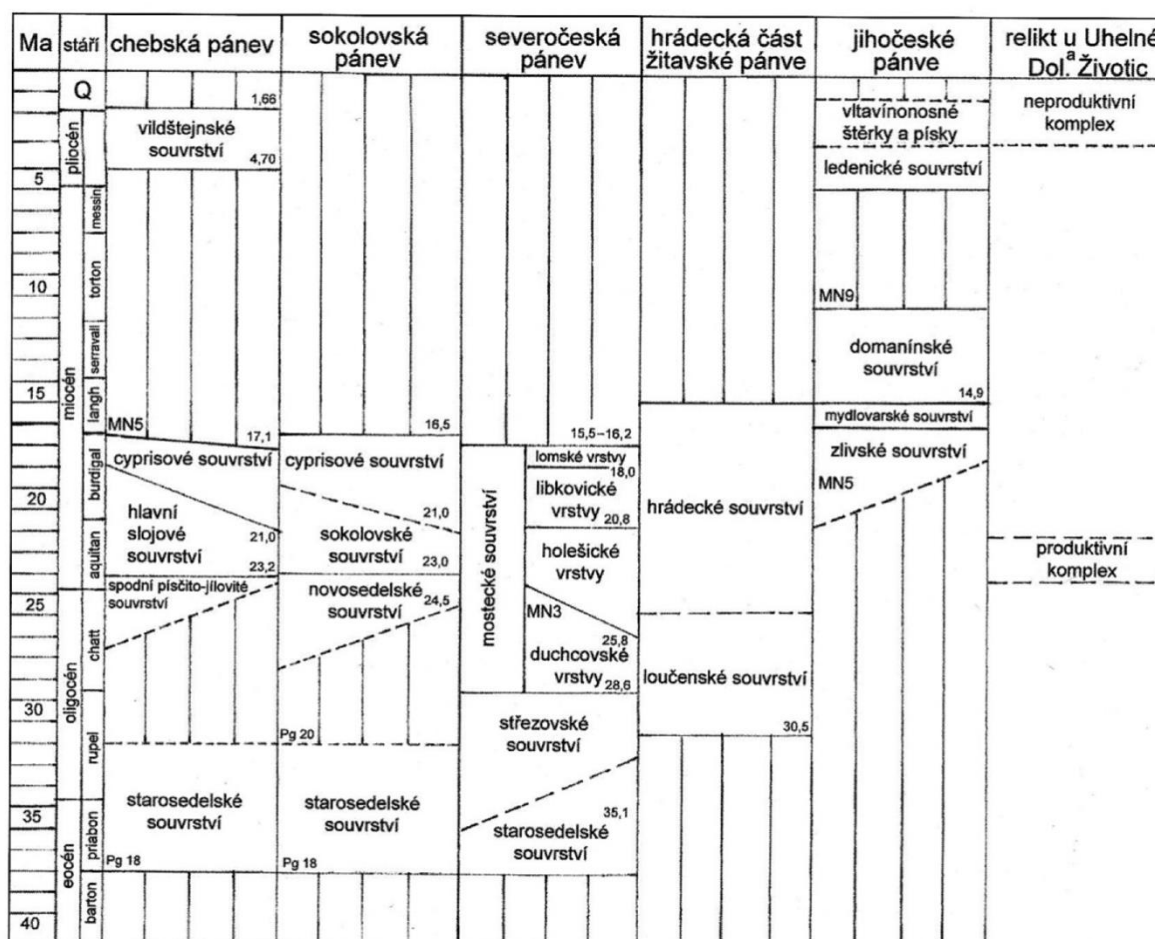 Ma
stáří
chebská pánev
sokolovská
pánev
severočeská
pánev
hrádecká část
žitavské pánve
jihočeské
pánve
relikt u Uhelné
Dol. a Životic
Q
pliocén
miocén
oligocén
eocén
messin
torton
serravall
langh
burdigal
aquitan
chatt
rupel
priabon
barton
5
10
15
20
25
30
35
40
1,66
vildštejnské
souvrství
4,70
MN5
17,1
cyprisové souvrství
hlavní
slojové
souvrství
21,0
23,2
spodní písčito-jílovité
souvrství
starosedelské
souvrství
Pg 18
16,5
cyprisové souvrství
21,0
sokolovské
souvrství
23,0
novosedelské
souvrství
24,5
Pg 20
starosedelské
souvrství
Pg 18
15,5–16,2
mostecké souvrství
lomské vrstvy
18,0
libkovické
vrstvy
20,8
holešické
vrstvy
MN3
25,8
duchcovské
vrstvy
28,6
střezovské
souvrství
35,1
starosedelské
souvrství
hrádecké souvrství
loučenské souvrství
30,5
vltavínonosné
štěrky a písky
ledenické souvrství
MN9
domanínské
souvrství
14,9
mydlovarské souvrství
zlivské souvrství
MN5
neproduktivní
komplex
produktivní
komplex